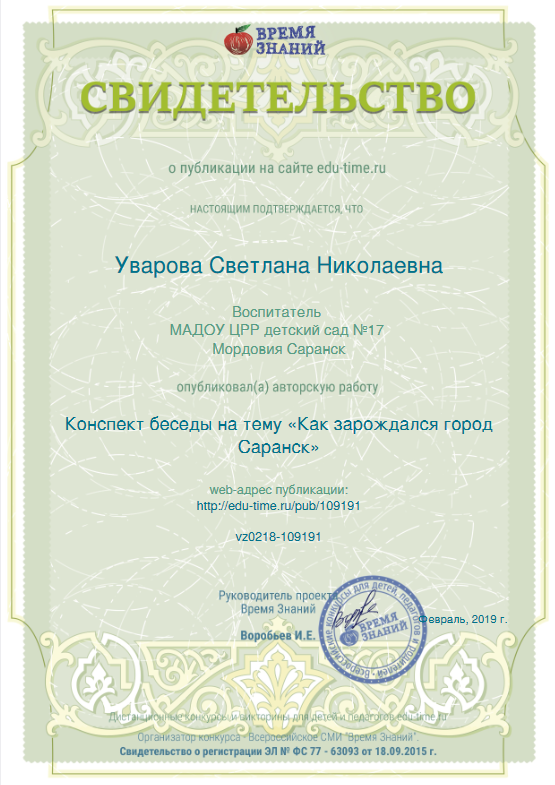 ВРЕМЯ
ЗНАНИЙ
СВИДЕТЕЛЬСТВО
о публикации на сайте edu-time.ru
НАСТОЯЩИМ ПОДТВЕРЖДАЕТСЯ, ЧТО
Уварова Светлана Николаевна
Воспитатель
МАДОУ ЦРР детский сад №17
Мордовия Саранск
опубликовал(а) авторскую работу
Конспект беседы на тему «Как зарождался город
Саранск»
web-адрес публикации:
http://edu-time.ru/pub/109191
vz0218-109191
Руководитель проекта
Время Знаний
Воробьев И.Е.
Всероссийские конкурсы для детей, педагогов и родителей
ВРЕМЯ
ЗНАНИЙ
Февраль, 2019 г.
Дистанционные конкурсы и викторины для детей и педагогов edu-time.ru
Организатор конкурса - Всероссийское СМИ "Время Знаний".
Свидетельство о регистрации ЭЛ № ФС 77 - 63093 от 18.09.2015 г.